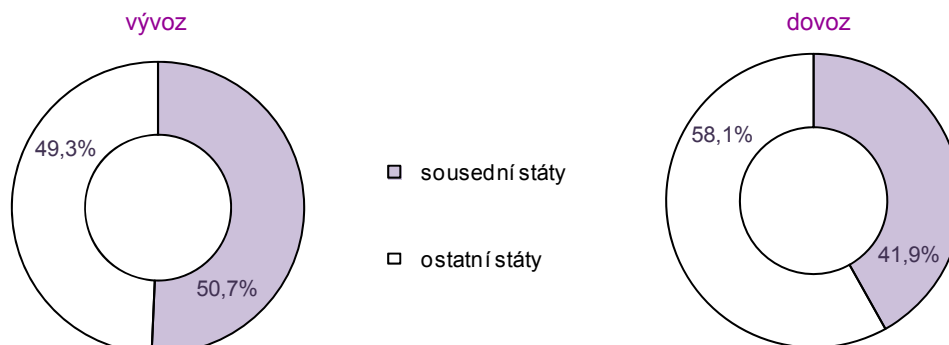 vývoz
dovoz
49,3%
58,1%
sousední státy
ostatní státy
41,9%
50,7%